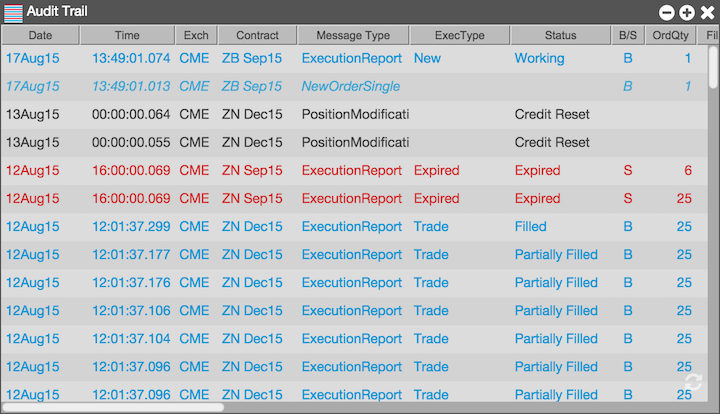 Audit Trail
Date Time Exch Contract Message Type ExecType Status B/S OrdQty Fil
17Aug15 13:49:01.074 CME ZB Sep15 ExecutionReport New Working B 1
17Aug15 13:49:01.013 CME ZB Sep15 NewOrderSingle B 1
13Aug15 00:00:00.064 CME ZN Dec15 PositionModificati Credit Reset
13Aug15 00:00:00.055 CME ZN Dec15 PositionModificati Credit Reset
12Aug15 16:00:00.069 CME ZN Sep15 ExecutionReport Expired Expired S 6
12Aug15 16:00:00.069 CME ZN Sep15 ExecutionReport Expired Expired S 25
12Aug15 12:01:37.299 CME ZN Dec15 ExecutionReport Trade Filled B 25
12Aug15 12:01:37.177 CME ZN Dec15 ExecutionReport Trade Partially Filled B 25
12Aug15 12:01:37.176 CME ZN Dec15 ExecutionReport Trade Partially Filled B 25
12Aug15 12:01:37.106 CME ZN Dec15 ExecutionReport Trade Partially Filled B 25
12Aug15 12:01:37.104 CME ZN Dec15 ExecutionReport Trade Partially Filled B 25
12Aug15 12:01:37.096 CME ZN Dec15 ExecutionReport Trade Partially Filled B 25
12Aug15 12:01:37.096 CME ZN Dec15 ExecutionReport Trade Partially Filled B 25